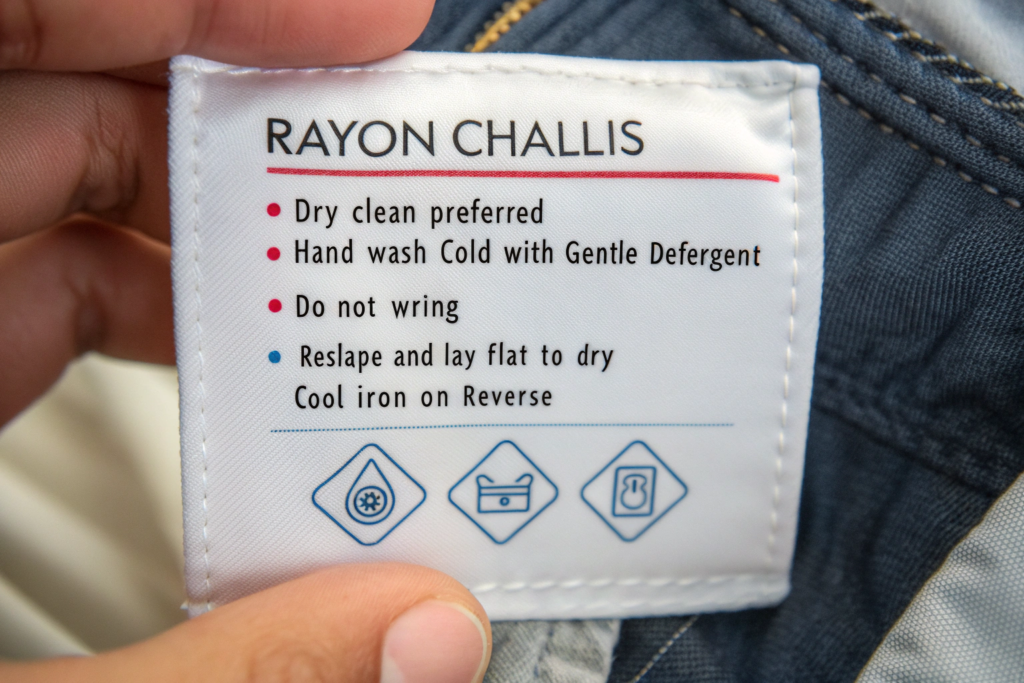 RAYON CHALLIS
Dry clean preferred
Hand wash Cold with Gentle Defergent
Do not wring
Reslape and lay flat to dry
Cool iron on Reverse